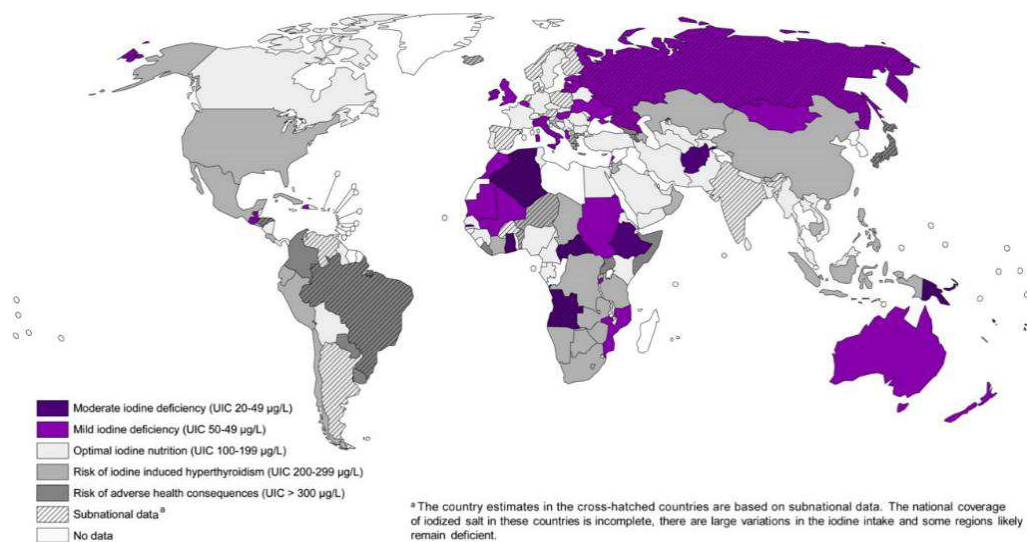 Moderate iodine deficiency (UIC 20-49 µg/L)
Mild iodine deficiency (UIC 50-49 µg/L)
Optimal iodine nutrition (UIC 100-199 µg/L)
Risk of iodine induced hyperthyroidism (UIC 200-299 µg/L)
Risk of adverse health consequences (UIC > 300 µg/L)
Subnational data a
No data
a The country estimates in the cross-hatched countries are based on subnational data. The national coverage
of iodized salt in these countries is incomplete, there are large variations in the iodine intake and some regions likely
remain deficient.